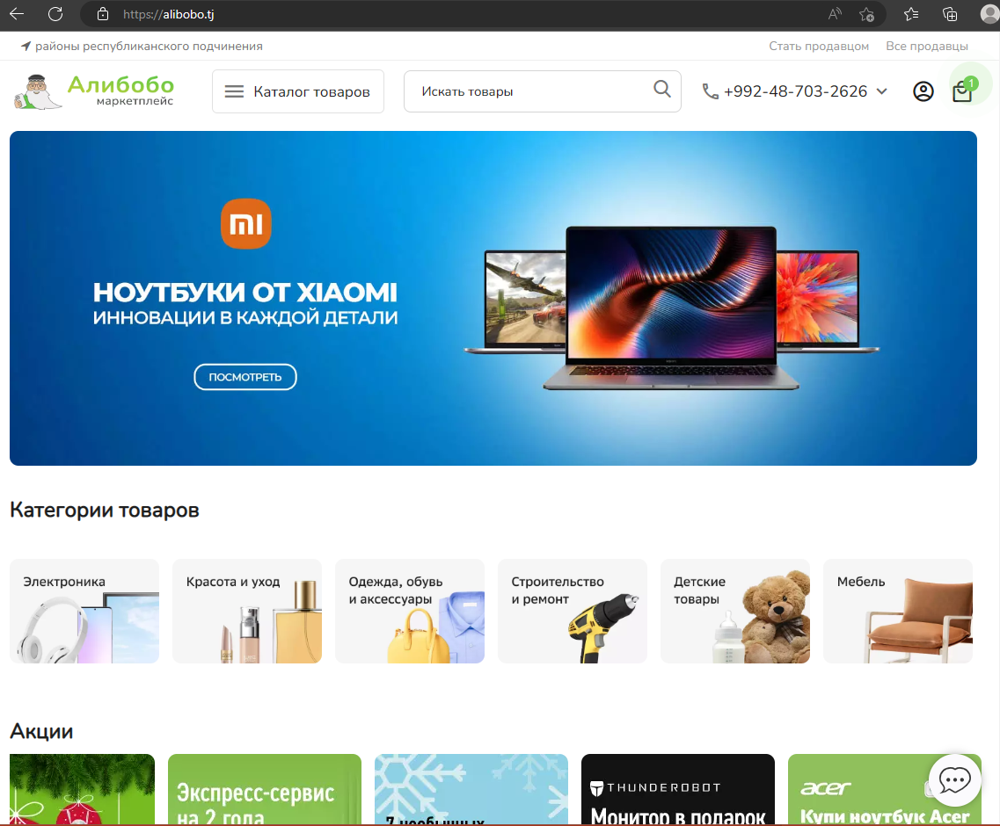 https://alibobo.tj
районы республиканского подчинения
Стать продавцом
Все продавцы
Алибобо
маркетплейс
Каталог товаров
Искать товары
+992-48-703-2626
1
НОУТБУКИ ОТ XIAOMI
ИННОВАЦИИ В КАЖДОЙ ДЕТАЛИ
ПОСМОТРЕТЬ
Категории товаров
Электроника
Красота и уход
Одежда, обувь
и аксессуары
Строительство
и ремонт
Детские
товары
Мебель
Акции
Экспресс-сервис
на 2 года
7 необычных
THUNDEROBOT
Монитор в подарок
acer
Купи ноутбук Acer